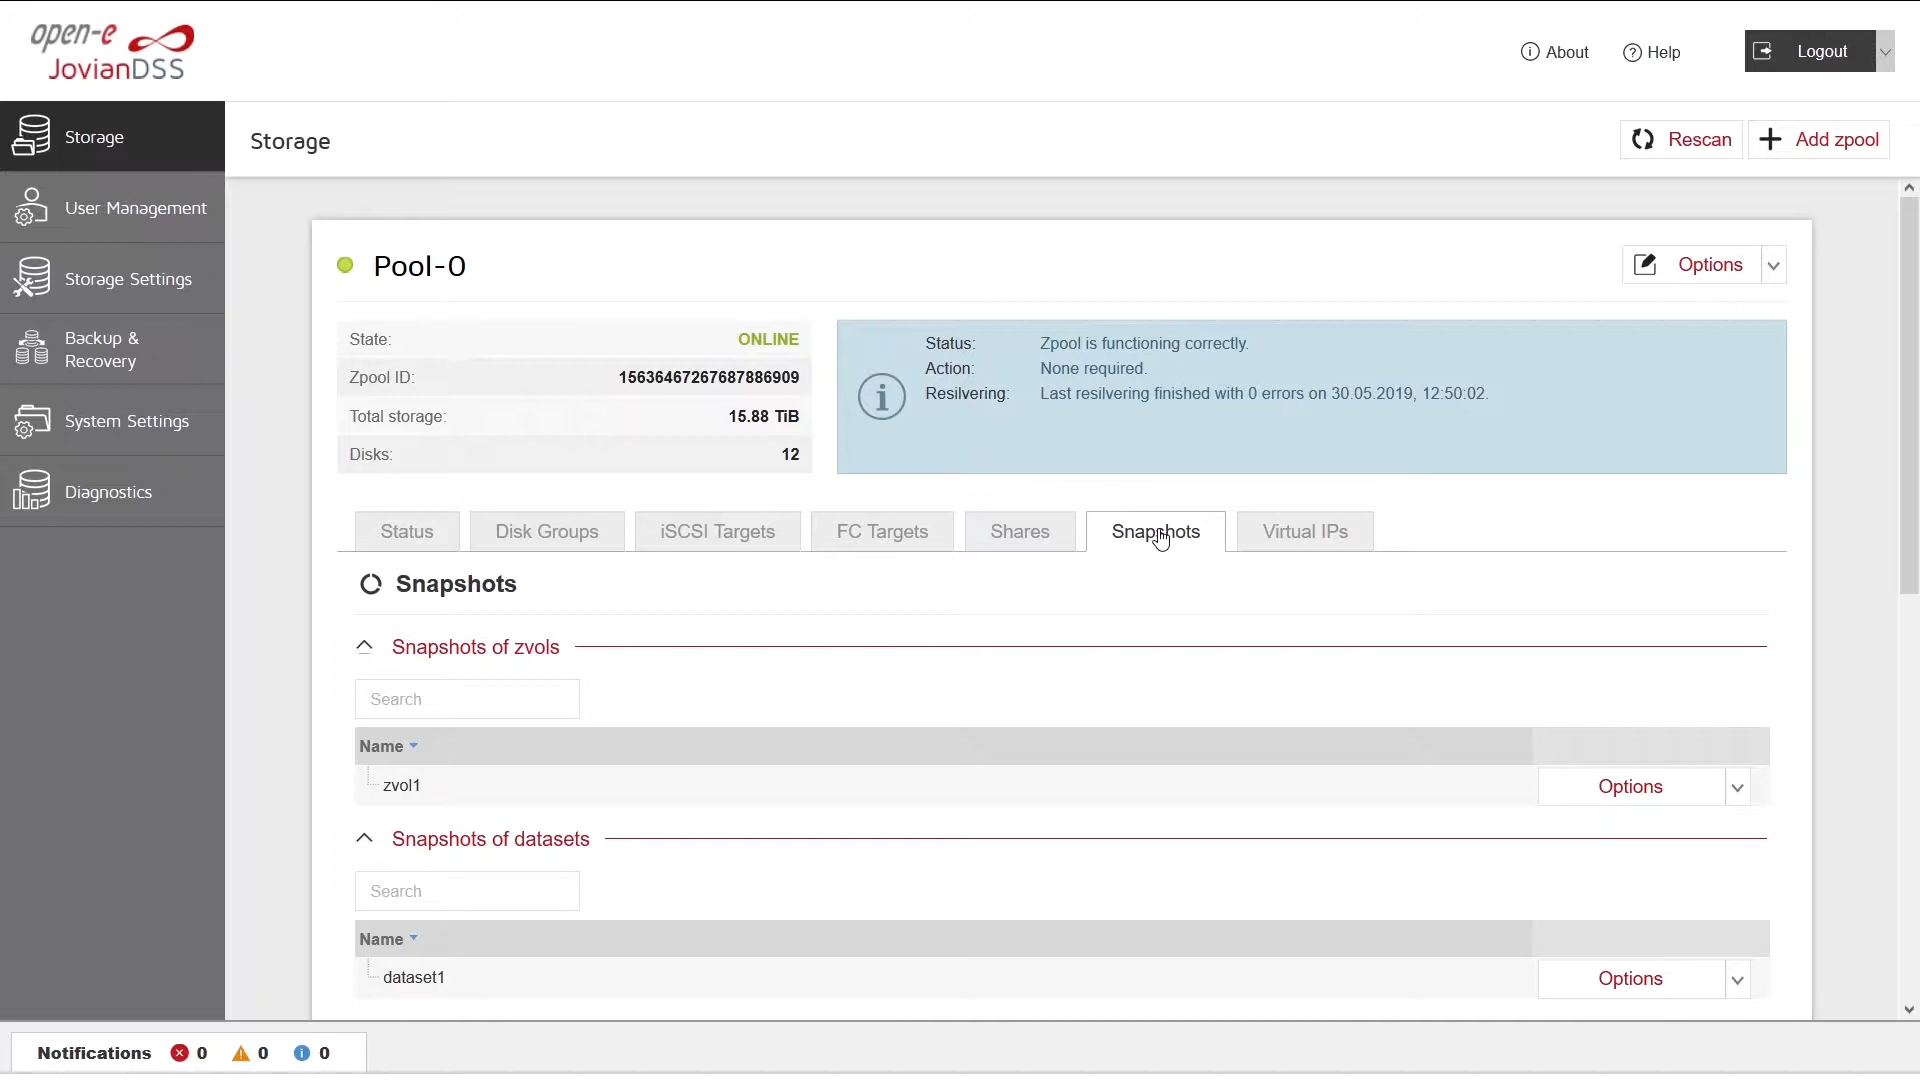 open-e
JovianDSS
About
Help
Logout
Storage
User Management
Storage Settings
Backup &
Recovery
System Settings
Diagnostics
Storage
Rescan
Add zpool
Pool-0
Options
State: ONLINE
Zpool ID: 15636467267687886909
Total storage: 15.88 TiB
Disks: 12
Status: Zpool is functioning correctly.
Action: None required.
Resilvering: Last resilvering finished with 0 errors on 30.05.2019, 12:50:02.
Status
Disk Groups
iSCSI Targets
FC Targets
Shares
Snapshots
Virtual IPs
Snapshots
Snapshots of zvols
Search
Name
zvol1
Options
Snapshots of datasets
Search
Name
dataset1
Options
Notifications 0 0 0